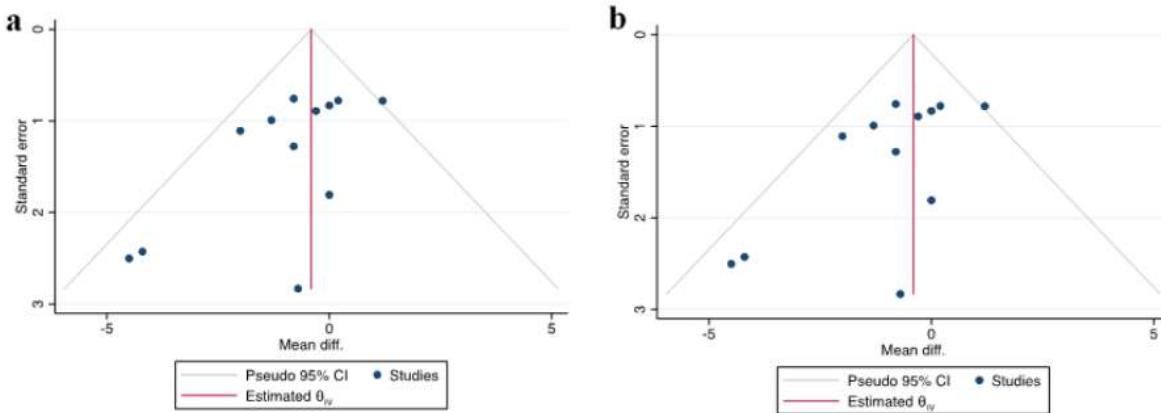 a
0
1
2
3
Standard error
-5 0 5
Mean diff.
Pseudo 95% CI Studies
Estimated θIV
b
0
1
2
3
Standard error
-5 0 5
Mean diff.
Pseudo 95% CI Studies
Estimated θIV